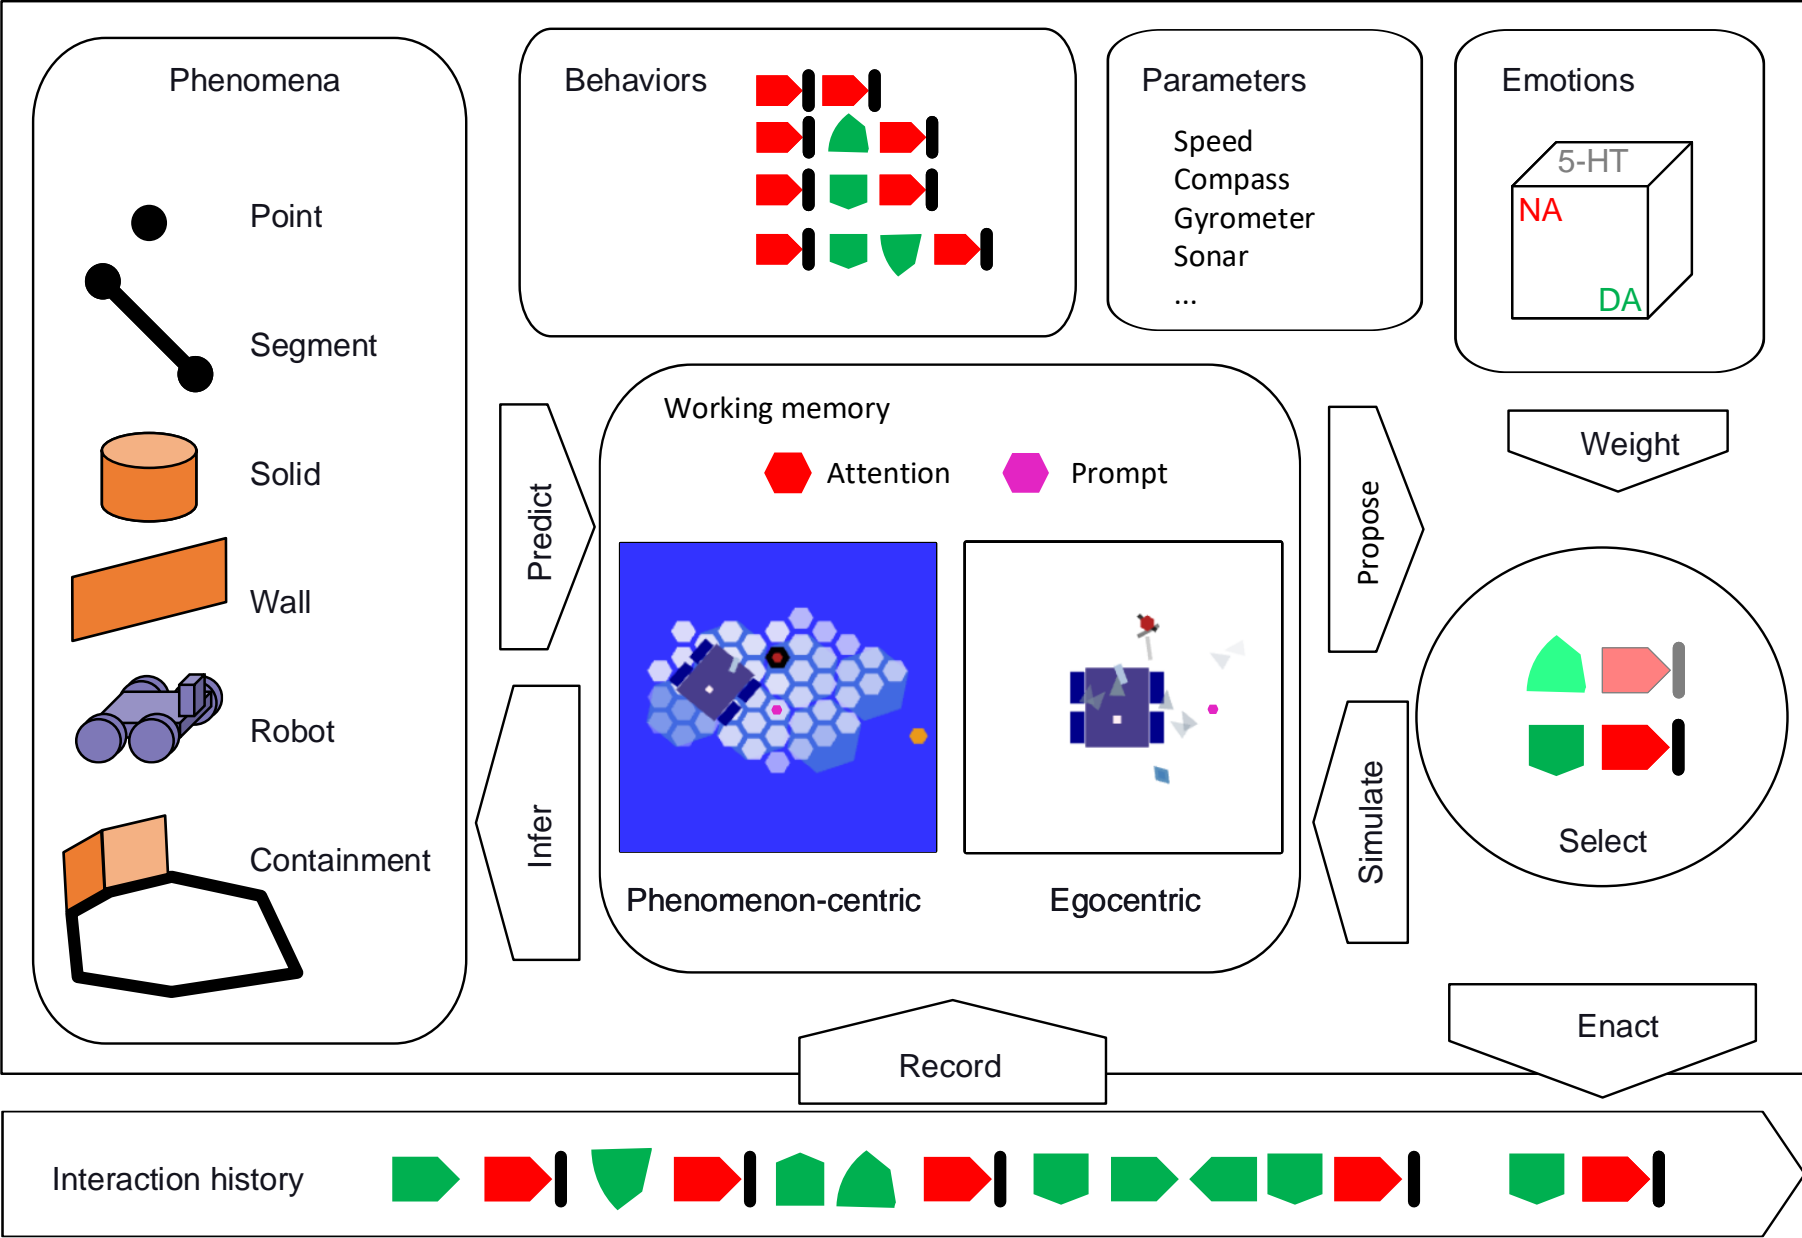 Phenomena
Point
Segment
Solid
Wall
Robot
Containment
Behaviors
Parameters
Speed
Compass
Gyrometer
Sonar
...
Emotions
5-HT
NA
DA
Predict
Infer
Working memory
Attention
Prompt
Phenomenon-centric
Egocentric
Propose
Simulate
Weight
Select
Enact
Record
Interaction history